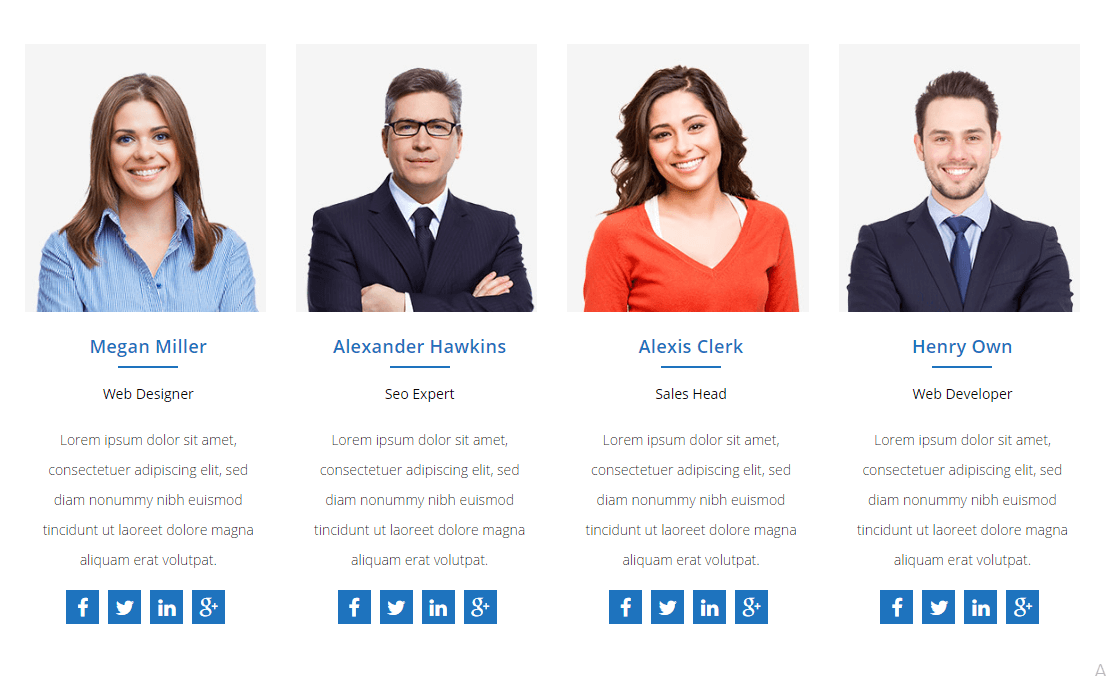 Megan Miller
Web Designer
Lorem ipsum dolor sit amet,
consectetuer adipiscing elit, sed
diam nonummy nibh euismod
tincidunt ut laoreet dolore magna
aliquam erat volutpat.
f
in
g+
Alexander Hawkins
Seo Expert
Lorem ipsum dolor sit amet,
consectetuer adipiscing elit, sed
diam nonummy nibh euismod
tincidunt ut laoreet dolore magna
aliquam erat volutpat.
f
in
g+
Alexis Clerk
Sales Head
Lorem ipsum dolor sit amet,
consectetuer adipiscing elit, sed
diam nonummy nibh euismod
tincidunt ut laoreet dolore magna
aliquam erat volutpat.
f
in
g+
Henry Own
Web Developer
Lorem ipsum dolor sit amet,
consectetuer adipiscing elit, sed
diam nonummy nibh euismod
tincidunt ut laoreet dolore magna
aliquam erat volutpat.
f
in
g+
A